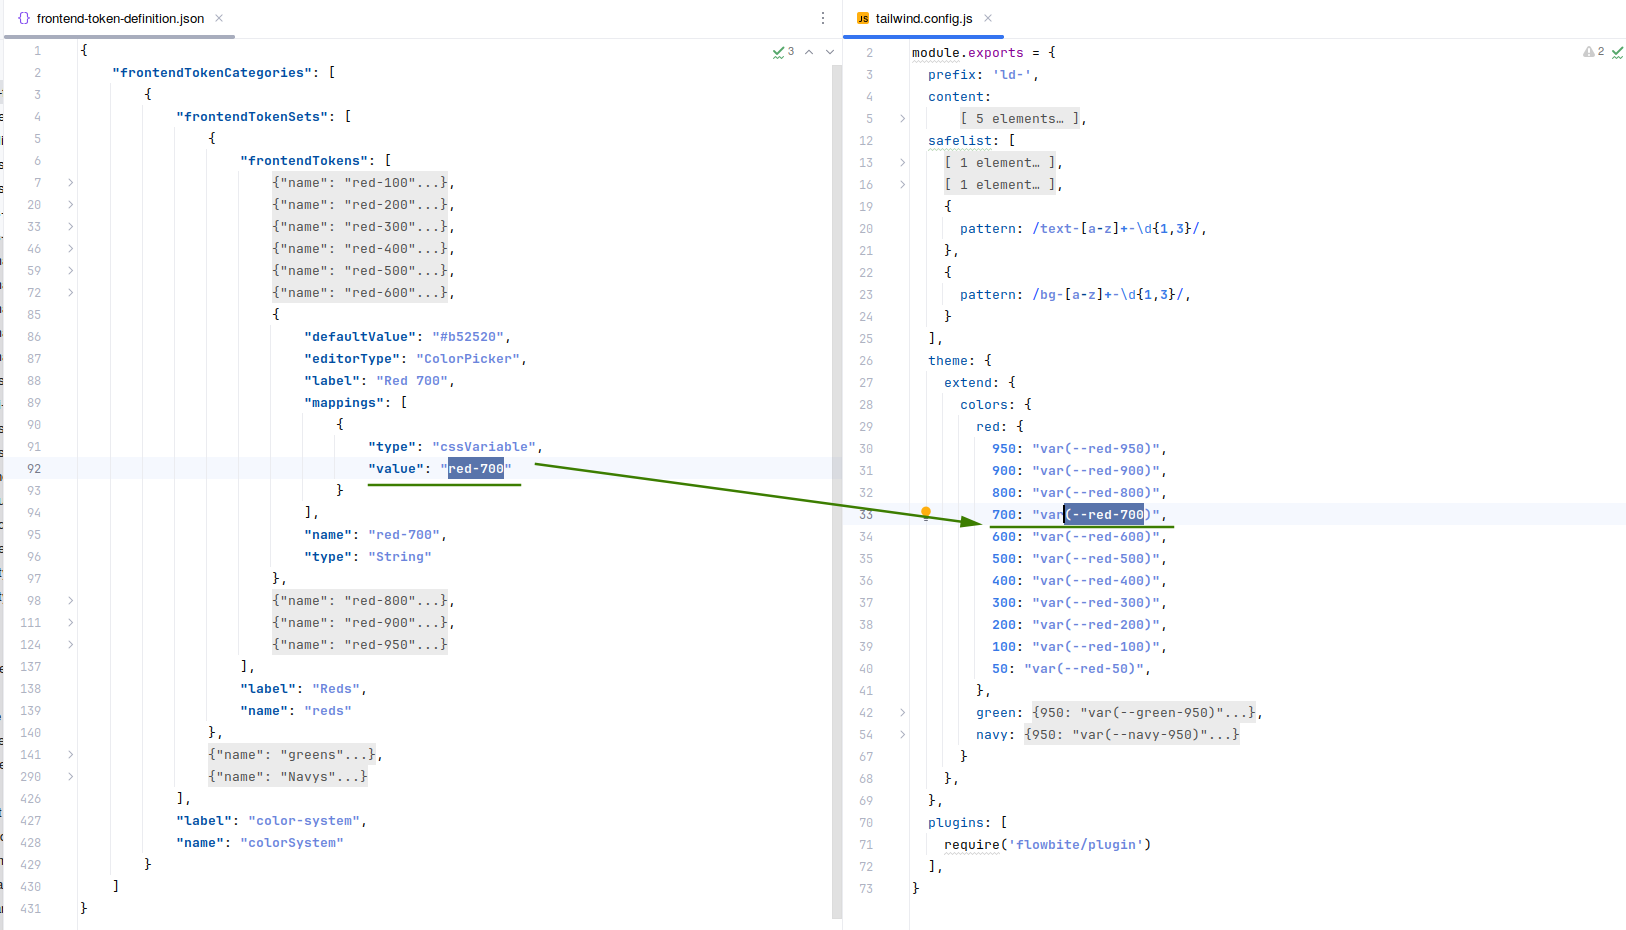 frontend-token-definition.json
1 {
2 "frontendTokenCategories": [
3 {
4 "frontendTokenSets": [
5 {
6 "frontendTokens": [
7 {"name": "red-100"...},
20 {"name": "red-200"...},
33 {"name": "red-300"...},
46 {"name": "red-400"...},
59 {"name": "red-500"...},
72 {"name": "red-600"...},
85 {
86 "defaultValue": "#b52520",
87 "editorType": "ColorPicker",
88 "label": "Red 700",
89 "mappings": [
90 {
91 "type": "cssVariable",
92 "value": "red-700"
93 }
94 ],
95 "name": "red-700",
96 "type": "String"
97 },
98 {"name": "red-800"...},
111 {"name": "red-900"...},
124 {"name": "red-950"...}
137 ],
138 "label": "Reds",
139 "name": "reds"
140 },
141 {"name": "greens"...},
290 {"name": "Navys"...}
426 ],
427 "label": "color-system",
428 "name": "colorSystem"
429 }
430 ]
431 }
3
JS tailwind.config.js
2 module.exports = {
3 prefix: 'ld-',
4 content:
5 [ 5 elements… ],
12 safelist: [
13 [ 1 element… ],
16 [ 1 element… ],
19 {
20 pattern: /text-[a-z]+-\d{1,3}/,
21 },
22 {
23 pattern: /bg-[a-z]+-\d{1,3}/,
24 }
25 ],
26 theme: {
27 extend: {
28 colors: {
29 red: {
30 950: "var(--red-950)",
31 900: "var(--red-900)",
32 800: "var(--red-800)",
33 700: "var(--red-700)",
34 600: "var(--red-600)",
35 500: "var(--red-500)",
36 400: "var(--red-400)",
37 300: "var(--red-300)",
38 200: "var(--red-200)",
39 100: "var(--red-100)",
40 50: "var(--red-50)",
41 },
42 green: {950: "var(--green-950)"...},
54 navy: {950: "var(--navy-950)"...}
67 }
68 },
69 },
70 plugins: [
71 require('flowbite/plugin')
72 ],
73 }
2